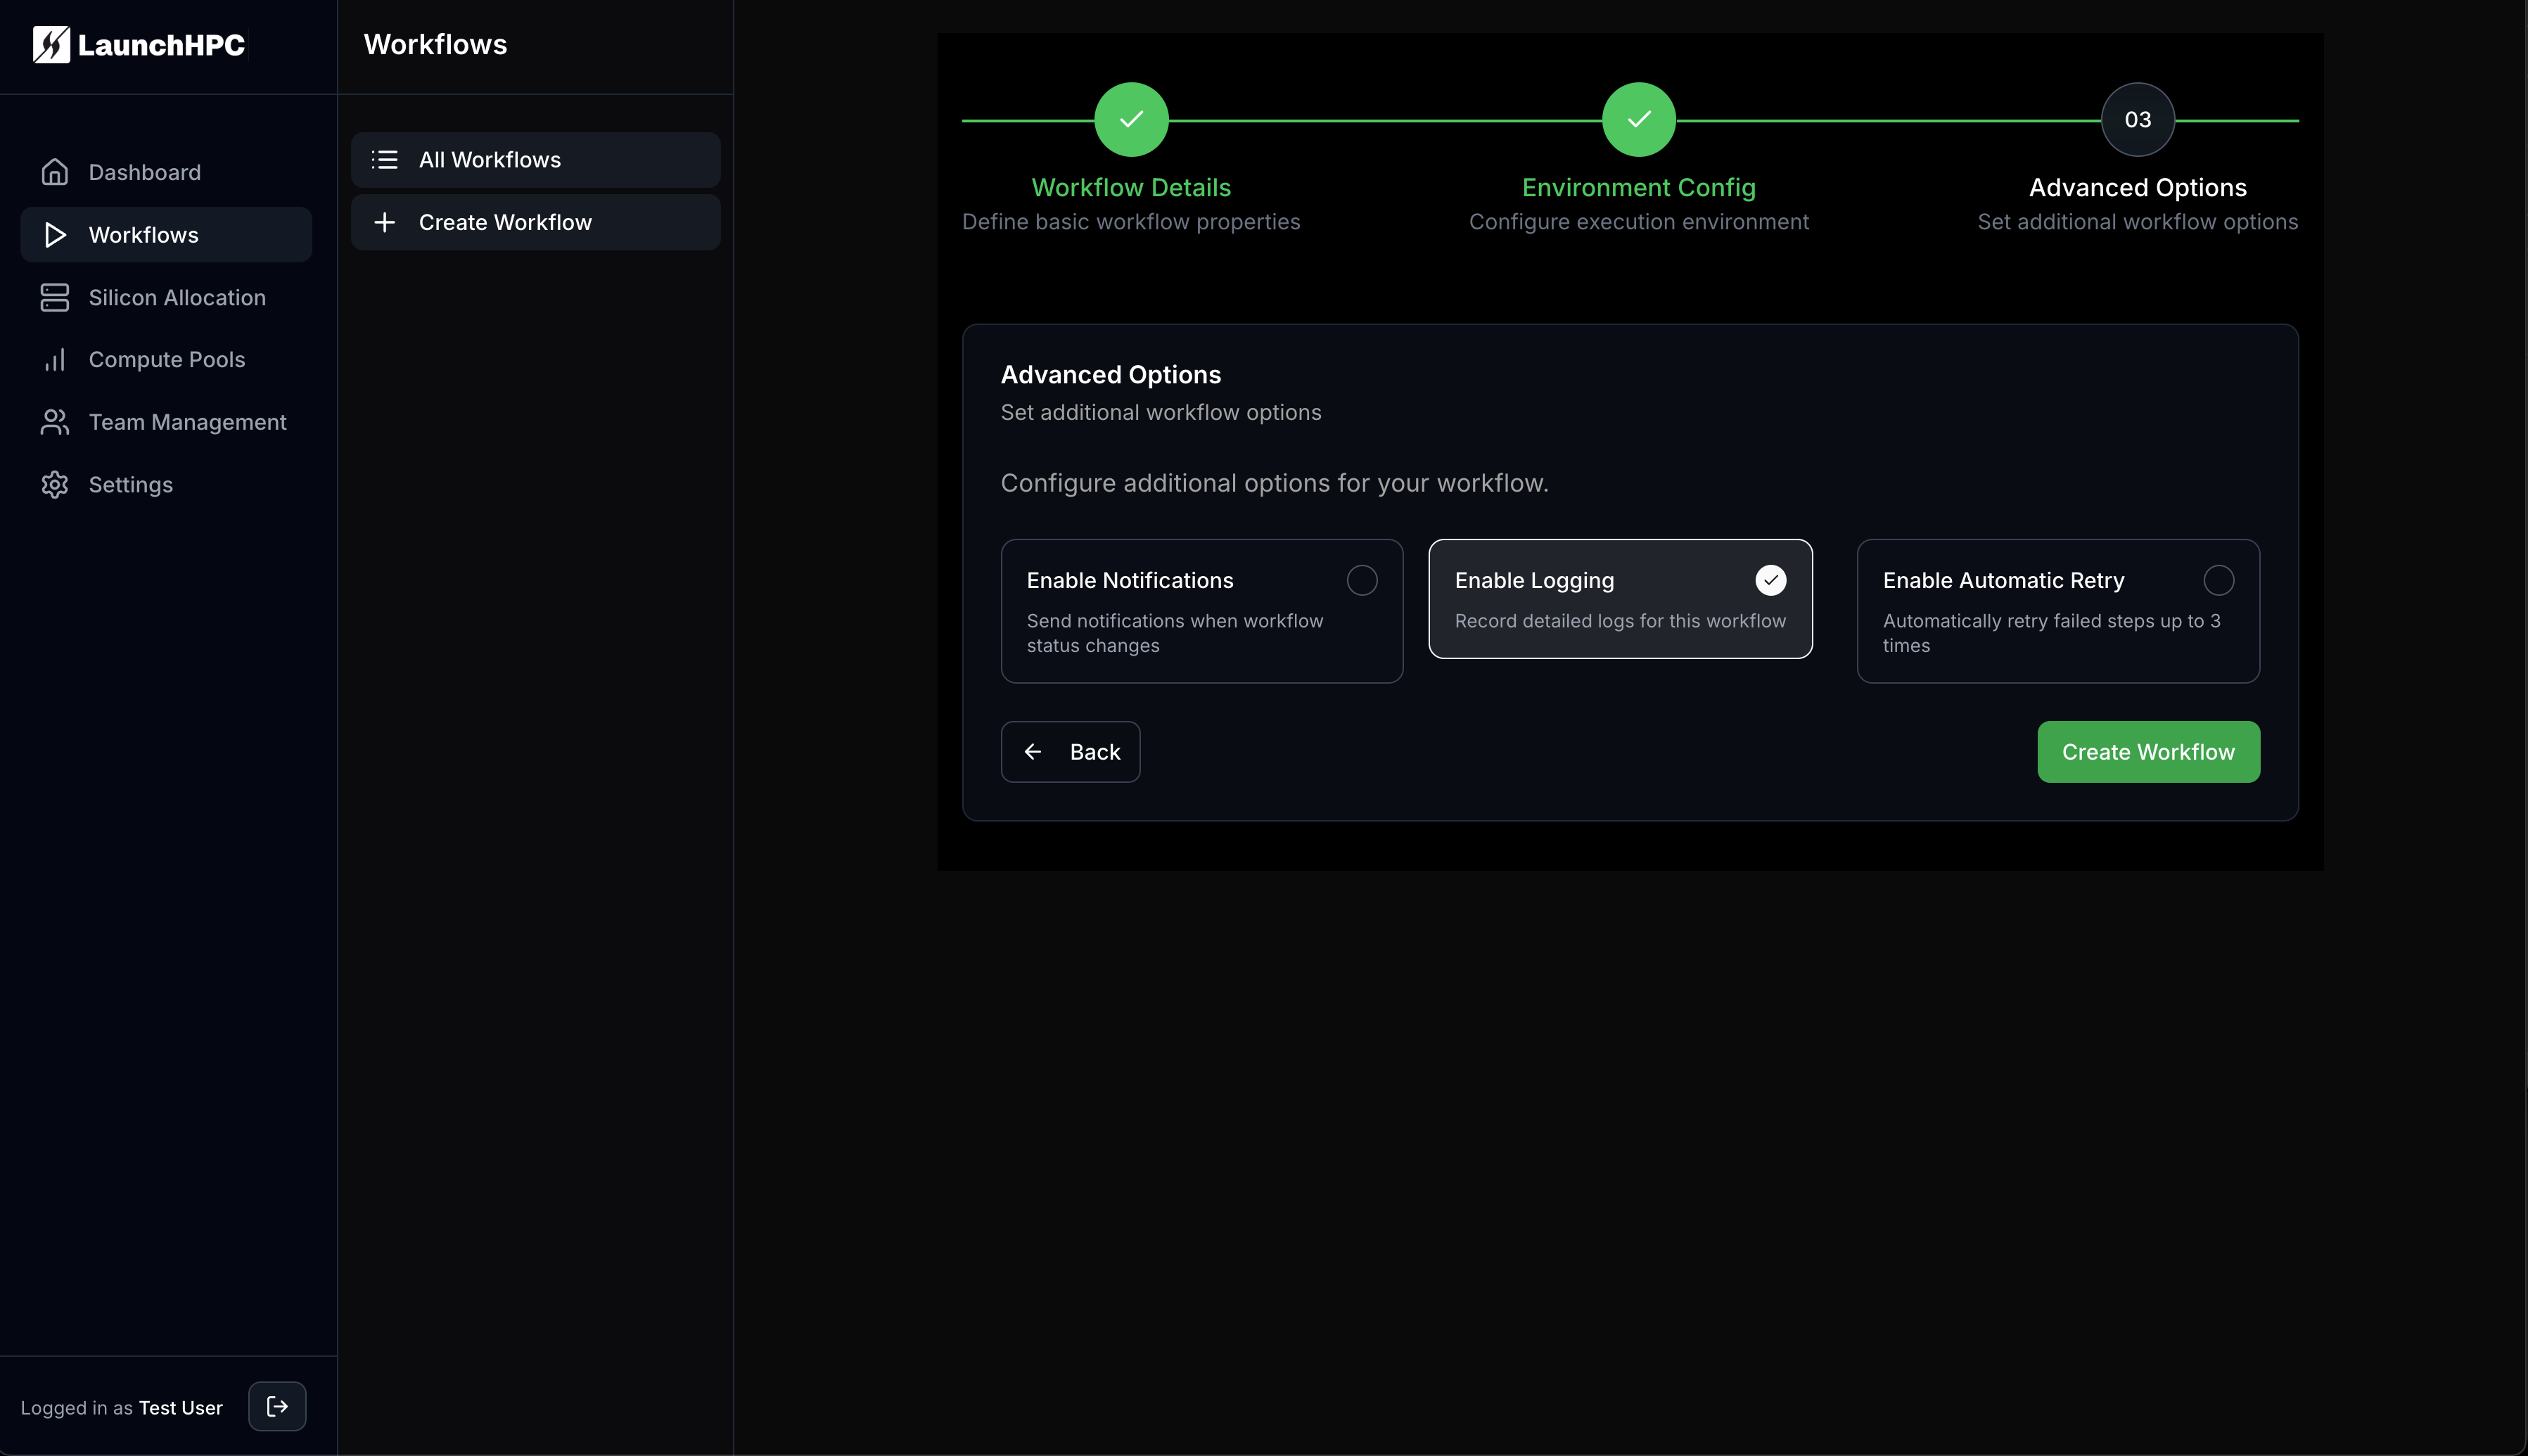 LaunchHPC
Dashboard
Workflows
Silicon Allocation
Compute Pools
Team Management
Settings
Logged in as Test User
Workflows
All Workflows
Create Workflow
03
Workflow Details
Define basic workflow properties
Environment Config
Configure execution environment
Advanced Options
Set additional workflow options
Advanced Options
Set additional workflow options
Configure additional options for your workflow.
Enable Notifications
Send notifications when workflow
status changes
Enable Logging
Record detailed logs for this workflow
Enable Automatic Retry
Automatically retry failed steps up to 3
times
Back
Create Workflow